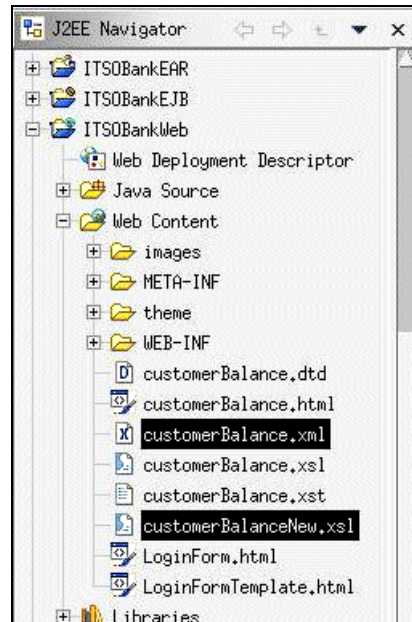 J2EE Navigator
ITSOBankEAR
ITSOBankEJB
ITSOBankWeb
Web Deployment Descriptor
Java Source
Web Content
images
META-INF
theme
WEB-INF
customerBalance.dtd
customerBalance.html
customerBalance.xml
customerBalance.xsl
customerBalance.xst
customerBalanceNew.xsl
LoginForm.html
LoginFormTemplate.html
Libraries